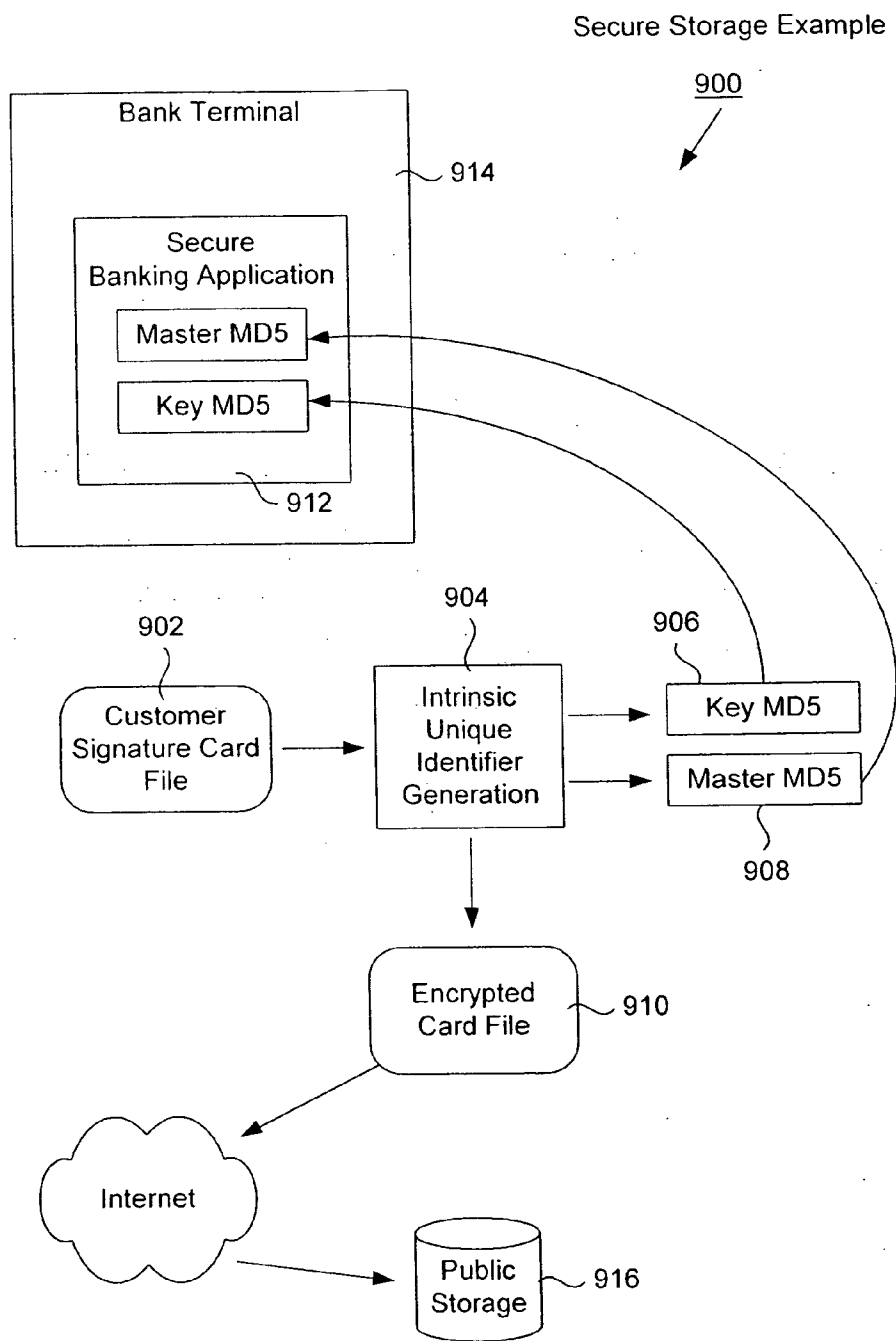 Secure Storage Example
900
Bank Terminal
914
Secure
Banking Application
Master MD5
Key MD5
912
902
904
906
Customer
Signature Card
File
Intrinsic
Unique
Identifier
Generation
Key MD5
Master MD5
908
Encrypted
Card File
910
Internet
Public
Storage
916